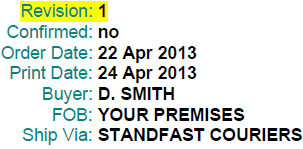 Revision: 1
Confirmed: no
Order Date: 22 Apr 2013
Print Date: 24 Apr 2013
Buyer: D. SMITH
FOB: YOUR PREMISES
Ship Via: STANDFAST COURIERS